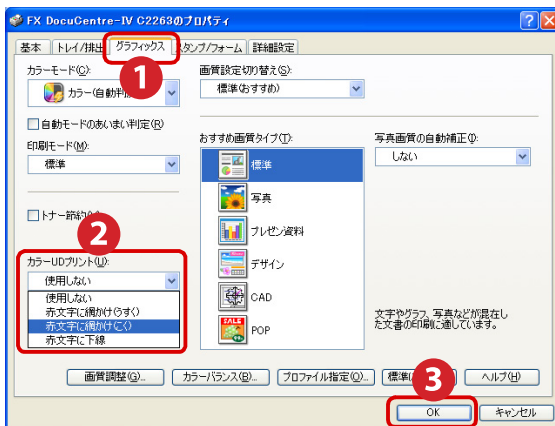 FX DocuCentre-IV C2263のプロパティ
基本 トレイ/排出 グラフィックス スタンプ/フォーム 詳細設定
1
カラーモード(C): 画質設定切り替え(S):
カラー(自動判 標準(おすすめ)
自動モードのあいまい判定(R)
印刷モード(M): おすすめ画質タイプ(T): 写真画質の自動補正(I):
標準 標準 しない
写真
トナー節約
プレゼン資料
2
カラーUDプリント(U): デザイン
使用しない
使用しない CAD
赤文字に網かけ(うすく)
赤文字に網かけ(こく) 文字やグラフ、写真などが混在し
赤文字に下線 POP た文書の印刷に適しています。
SALE
画質調整(G)... カラーバランス(B)... プロファイル指定(O)... 標準( ヘルプ(H)
3
OK キャンセル